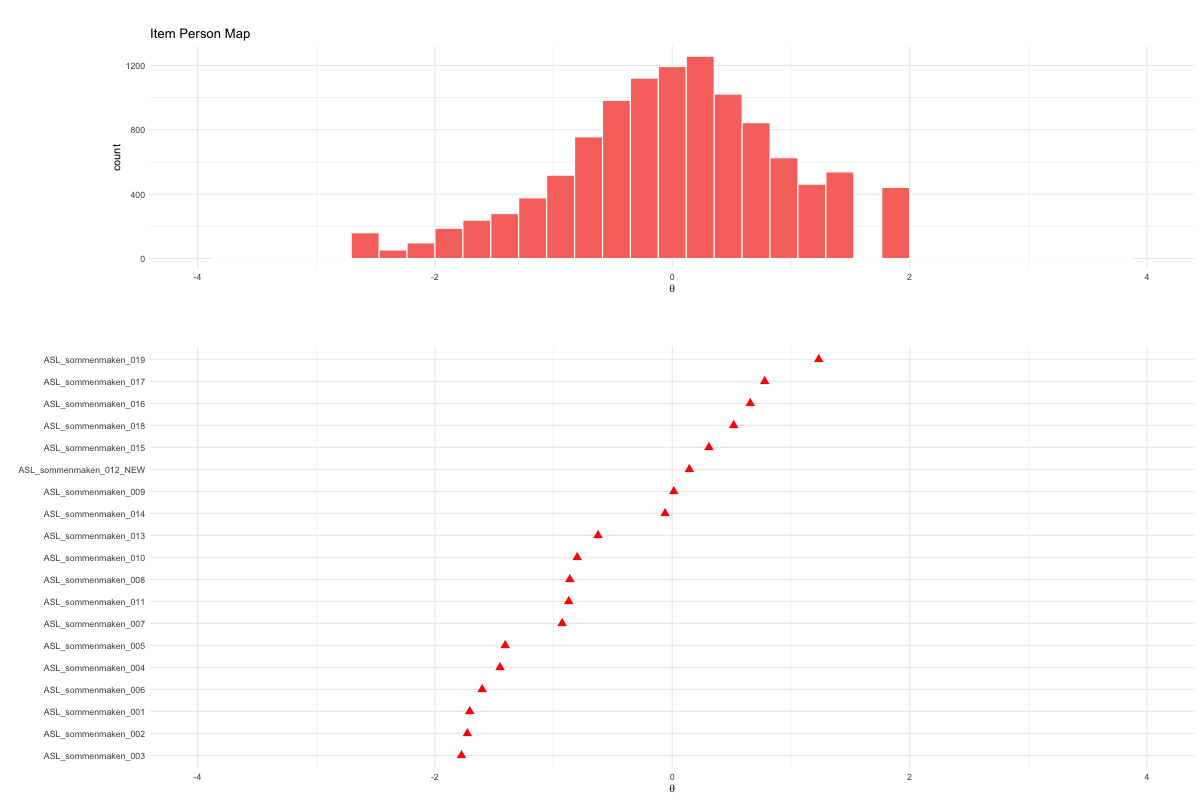 Item Person Map
1200
800
400
0
count
-4 -2 0 2 4
θ
ASL_sommenmaken_019
ASL_sommenmaken_017
ASL_sommenmaken_016
ASL_sommenmaken_018
ASL_sommenmaken_015
ASL_sommenmaken_012_NEW
ASL_sommenmaken_009
ASL_sommenmaken_014
ASL_sommenmaken_013
ASL_sommenmaken_010
ASL_sommenmaken_008
ASL_sommenmaken_011
ASL_sommenmaken_007
ASL_sommenmaken_005
ASL_sommenmaken_004
ASL_sommenmaken_006
ASL_sommenmaken_001
ASL_sommenmaken_002
ASL_sommenmaken_003
-4 -2 0 2 4
θ